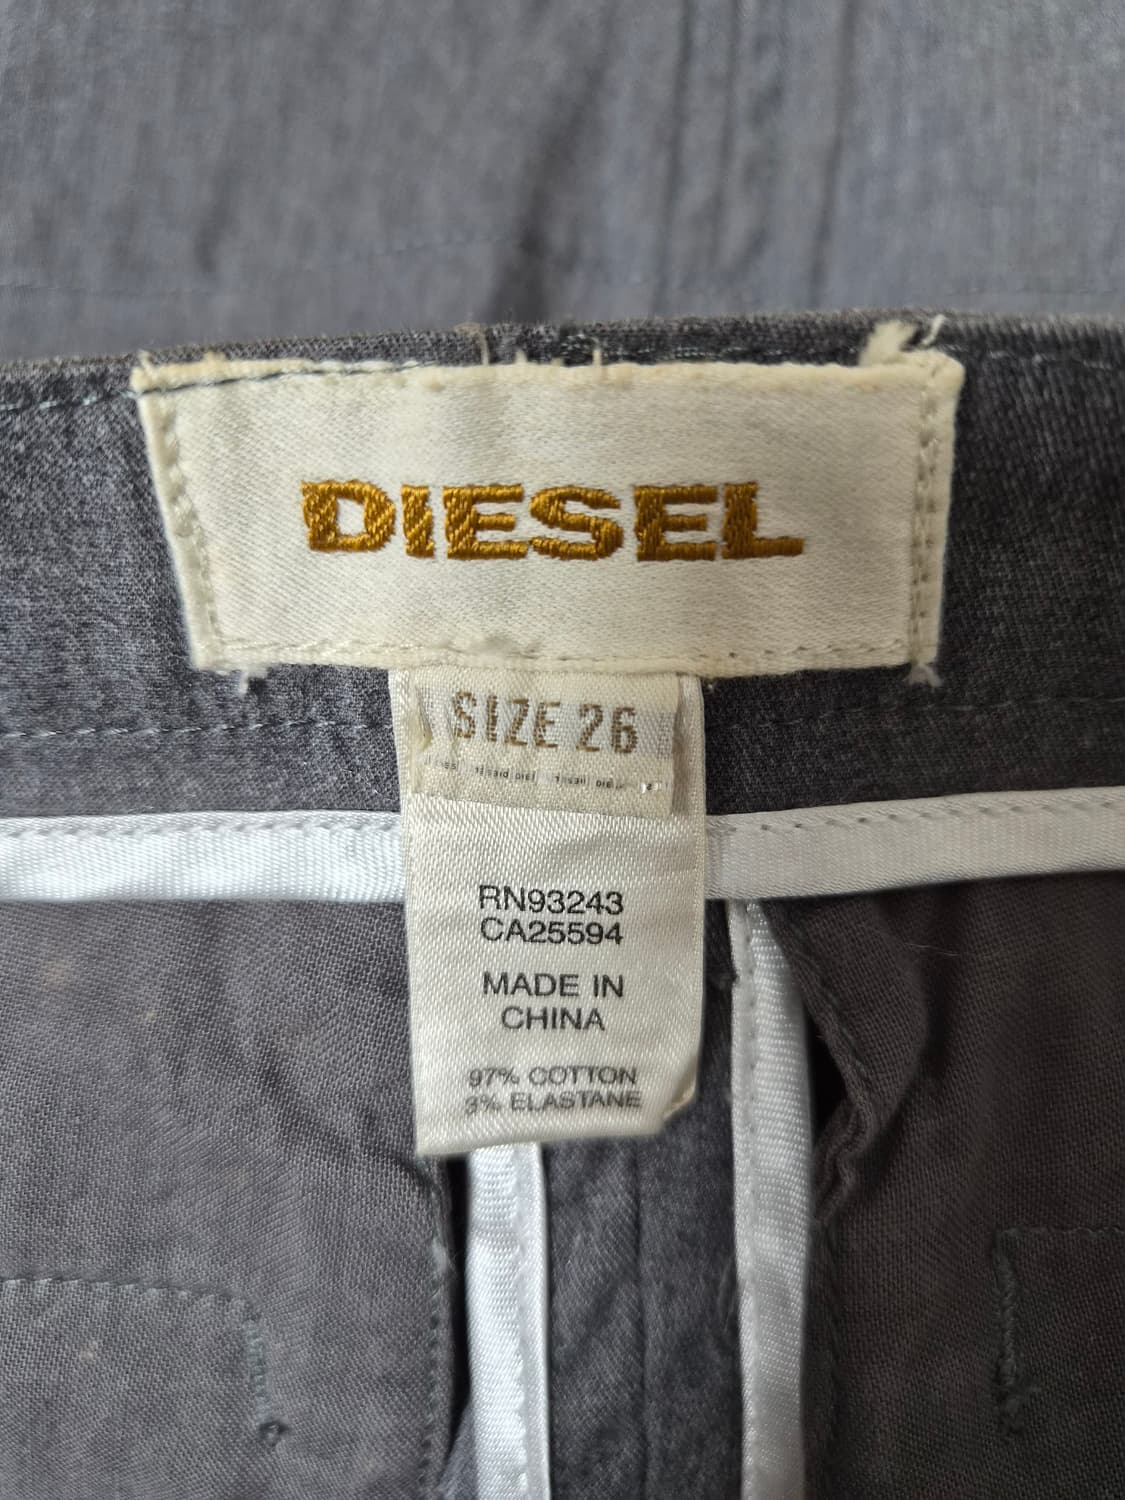 DIESEL
SIZE 26
RN93243
CA25594
MADE IN
CHINA
97% COTTON
3% ELASTANE